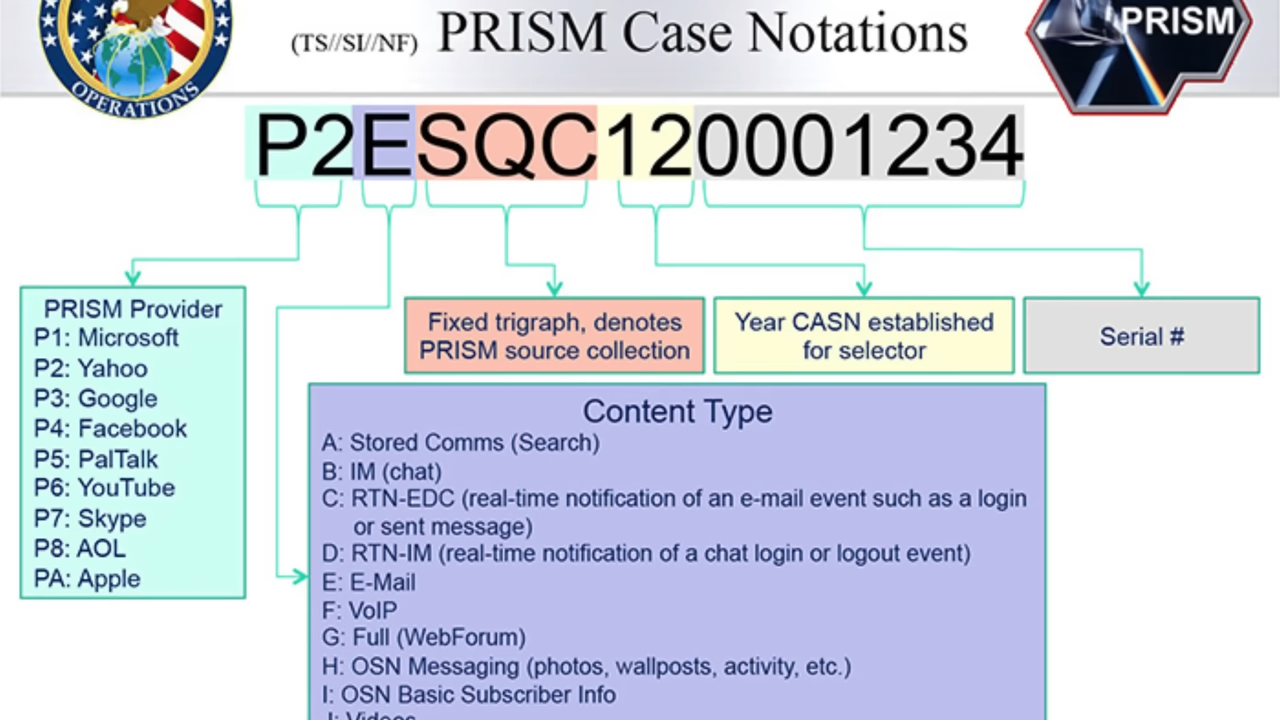 (TS//SI//NF) PRISM Case Notations
PRISM
OPERATIONS
P2ESQC120001234
PRISM Provider
P1: Microsoft
P2: Yahoo
P3: Google
P4: Facebook
P5: PalTalk
P6: YouTube
P7: Skype
P8: AOL
PA: Apple
Fixed trigraph, denotes
PRISM source collection
Year CASN established
for selector
Serial #
Content Type
A: Stored Comms (Search)
B: IM (chat)
C: RTN-EDC (real-time notification of an e-mail event such as a login
or sent message)
D: RTN-IM (real-time notification of a chat login or logout event)
E: E-Mail
F: VoIP
G: Full (WebForum)
H: OSN Messaging (photos, wallposts, activity, etc.)
I: OSN Basic Subscriber Info
J: Videos